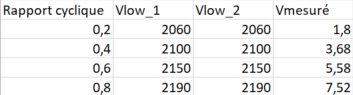 Rapport cyclique Vlow_1 Vlow_2 Vmesuré
0,2 2060 2060 1,8
0,4 2100 2100 3,68
0,6 2150 2150 5,58
0,8 2190 2190 7,52